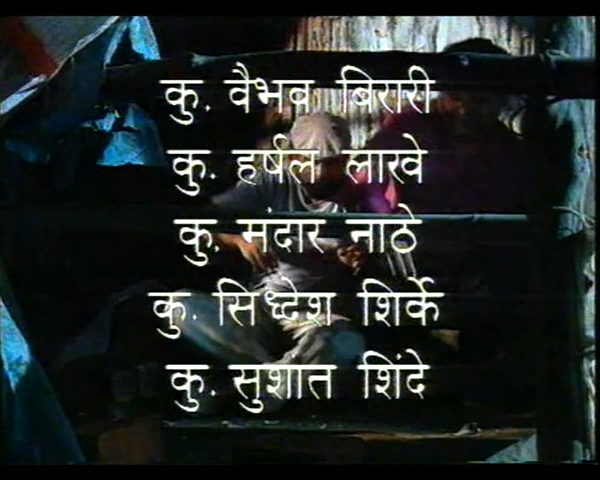 कु. वैभव बिरारी
कु. हर्षल लाखे
कु. मंदार नाठे
कु. सिध्देश शिर्के
कु. सुशात शिंदे